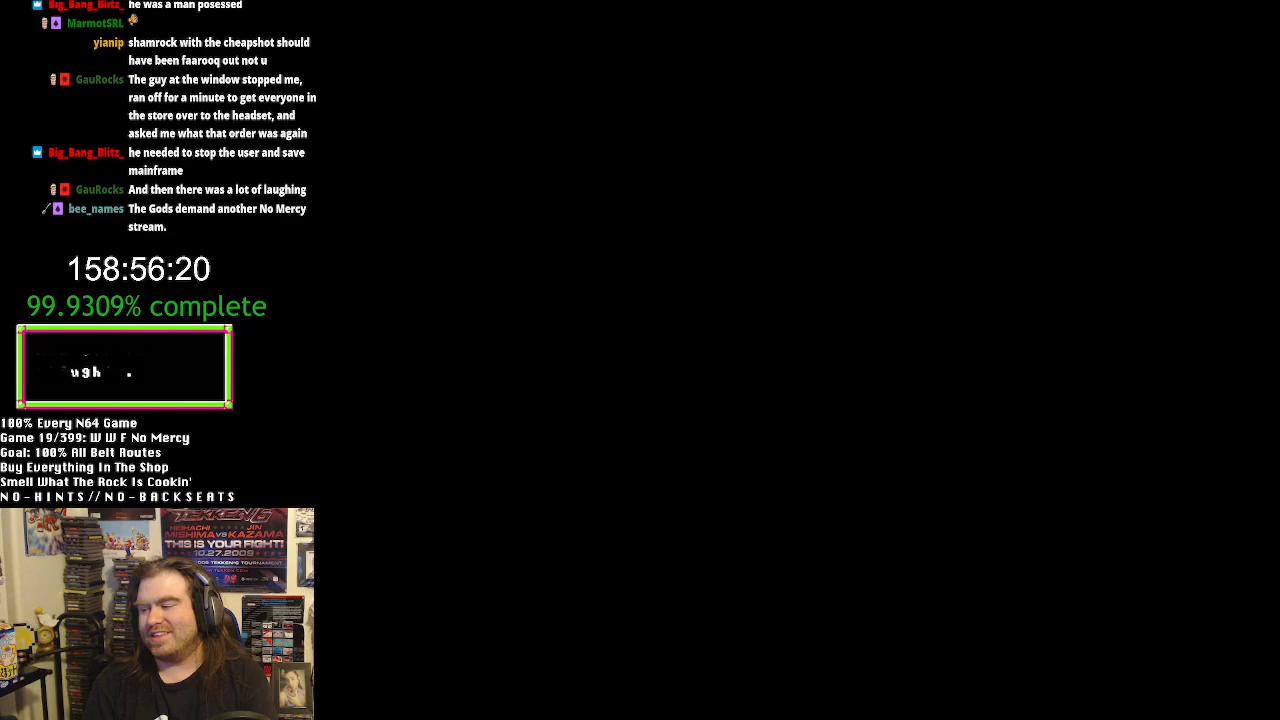 Big_Bang_Blitz_ he was a man posessed
MarmotSRL
yianip shamrock with the cheapshot should
have been faarooq out not u
GauRocks The guy at the window stopped me,
ran off for a minute to get everyone in
the store over to the headset, and
asked me what that order was again
Big_Bang_Blitz_ he needed to stop the user and save
mainframe
GauRocks And then there was a lot of laughing
bee_names The Gods demand another No Mercy
stream.
158:56:20
99.9309% complete
ugh .
100% Every N64 Game
Game 19/399: W W F No Mercy
Goal: 100% All Belt Routes
Buy Everything In The Shop
Smell What The Rock Is Cookin'
NO-HINTS//NO-BACKSEATS
TEKKEN 6
HEIHACHI JIN
MISHIMA VS KAZAMA
THIS IS YOUR FIGHT!
10.27.2009